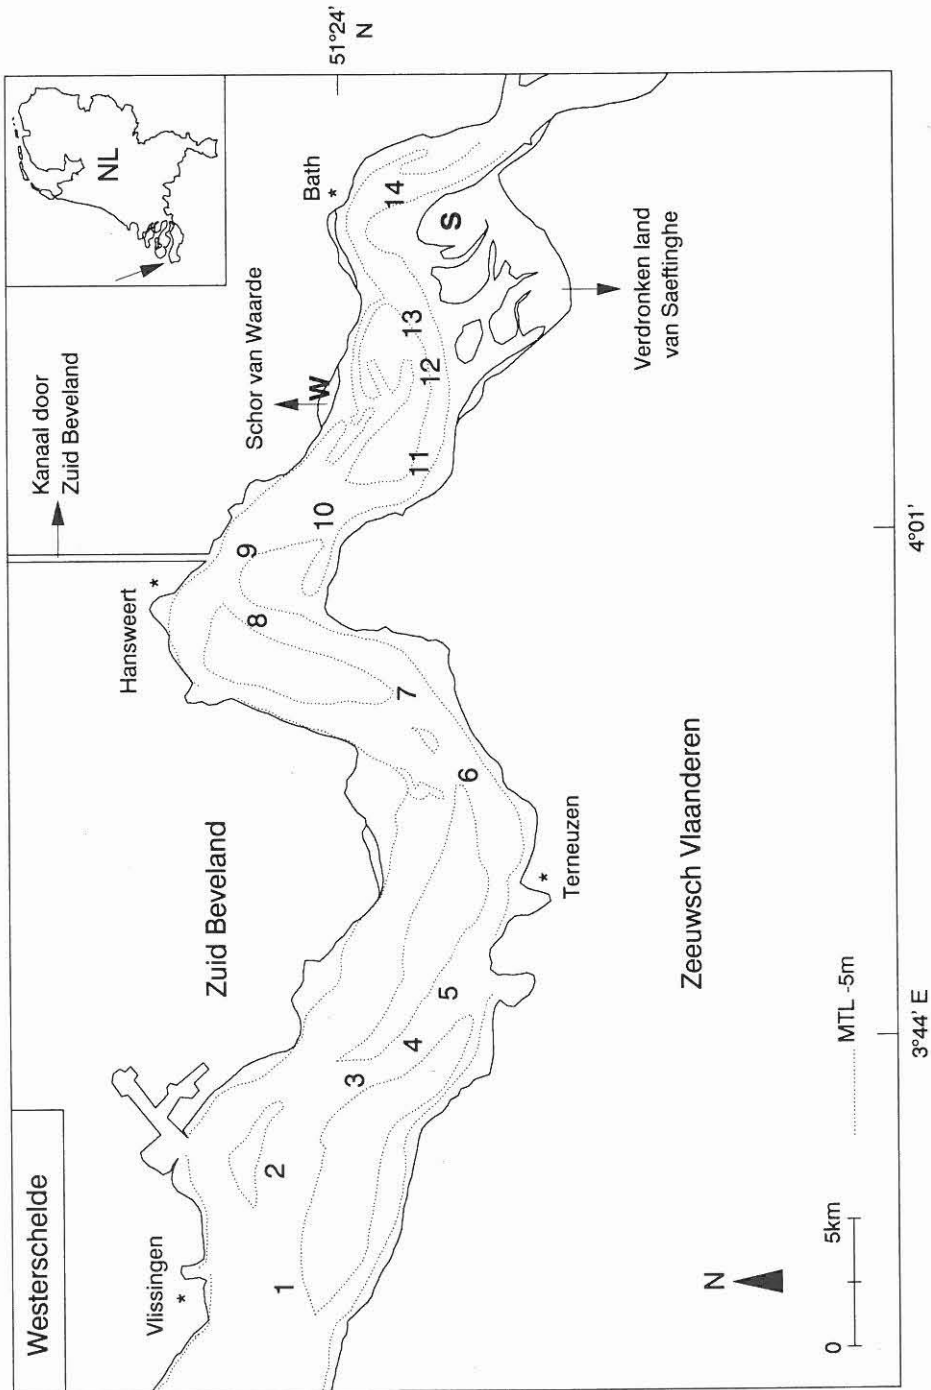 Westerschelde
NL
51°24'
N
Kanaal door
Zuid Beveland
Schor van Waarde
Bath
*
Hansweert
*
W
14
S
13
12
11
10
9
8
7
6
5
4
3
2
1
Vlissingen
*
Zuid Beveland
Terneuzen
*
Verdronken land
van Saeftinghe
Zeeuwsch Vlaanderen
N
0
5km
MTL -5m
3°44' E
4°01'